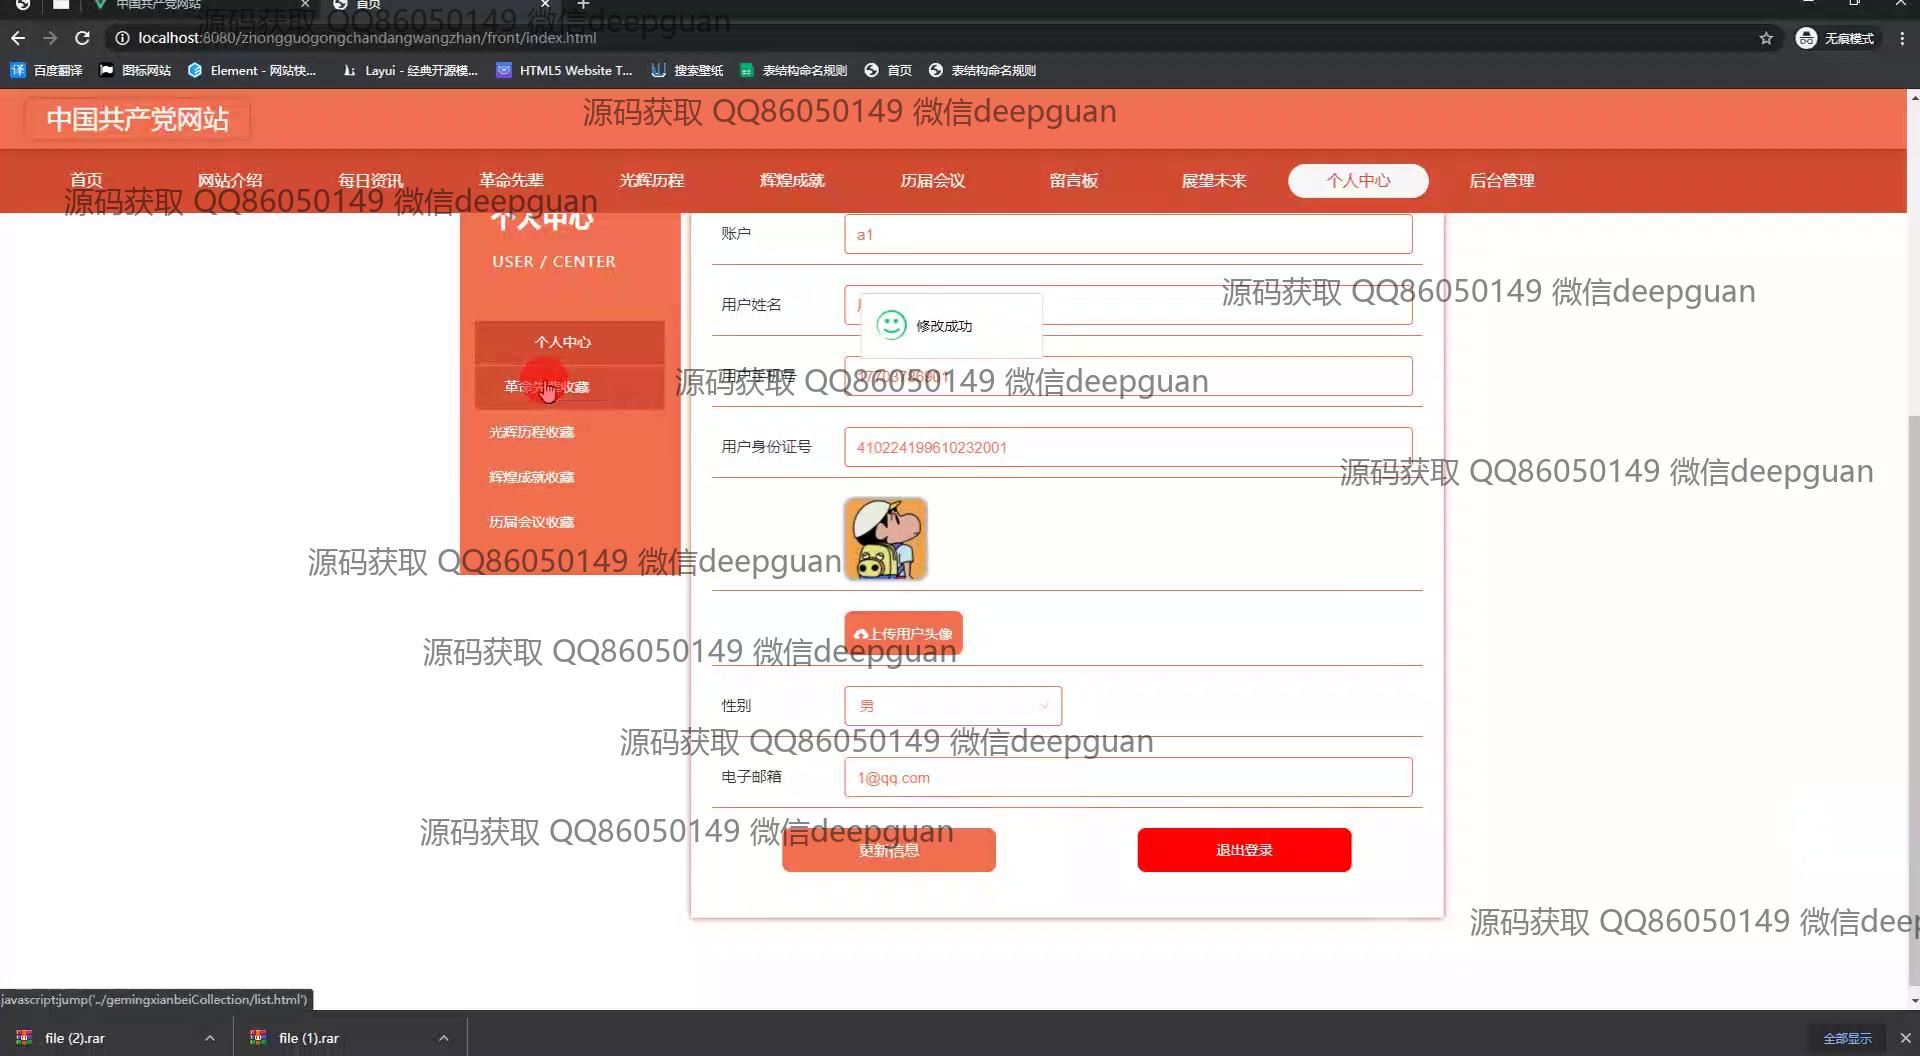 中国共产党网站
首页
源码获取 QQ86050149 微信deepguan
localhost:8080/zhongguogongchandangwangzhan/front/index.html
无痕模式
百度翻译
图标网站
Element - 网站快...
Layui - 经典开源模...
HTML5 Website T...
搜索壁纸
表结构命名规则
首页
表结构命名规则
中国共产党网站
源码获取 QQ86050149 微信deepguan
首页
网站介绍
每日资讯
革命先辈
光辉历程
辉煌成就
历届会议
留言板
展望未来
个人中心
后台管理
源码获取 QQ86050149 微信deepguan
个人中心
USER / CENTER
账户
a1
源码获取 QQ86050149 微信deepguan
用户姓名
修改成功
个人中心
用户手机号
源码获取 QQ86050149 微信deepguan
革命先辈收藏
光辉历程收藏
用户身份证号
410224199610232001
源码获取 QQ86050149 微信deepguan
辉煌成就收藏
历届会议收藏
源码获取 QQ86050149 微信deepguan
上传用户头像
源码获取 QQ86050149 微信deepguan
性别
男
源码获取 QQ86050149 微信deepguan
电子邮箱
1@qq.com
源码获取 QQ86050149 微信deepguan
更新信息
退出登录
源码获取 QQ86050149 微信deep
javascript:jump('../gemingxianbeiCollection/list.html')
file (2).rar
file (1).rar
全部显示